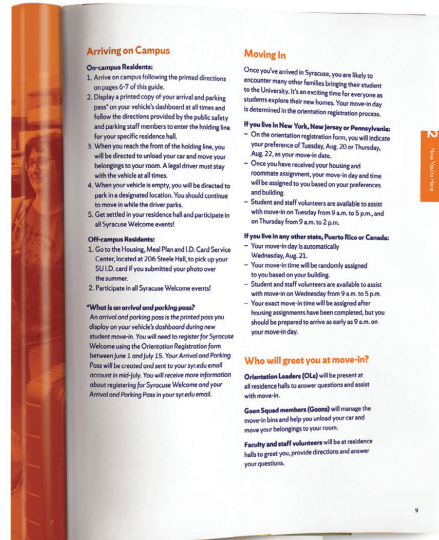 Arriving on Campus
On-campus Residents:
1. Arrive on campus following the printed directions
on pages 6-7 of this guide.
2. Display a printed copy of your arrival and parking
pass* on your vehicle's dashboard at all times and
follow the directions provided by the public safety
and parking staff members to enter the holding line
for your specific residence hall.
3. When you reach the front of the holding line, you
will be directed to unload your car and move your
belongings to your room. A legal driver must stay
with the vehicle at all times.
4. When your vehicle is empty, you will be directed to
park in a designated location. You should continue
to move in while the driver parks.
5. Get settled in your residence hall and participate in
all Syracuse Welcome events!
Off-campus Residents:
1. Go to the Housing, Meal Plan and I.D. Card Service
Center, located at 206 Steele Hall, to pick up your
SU I.D. card if you submitted your photo over
the summer.
2. Participate in all Syracuse Welcome events!
*What is an arrival and parking pass?
An arrival and parking pass is the printed pass you
display on your vehicle's dashboard during new
student move-in. You will need to register for Syracuse
Welcome using the Orientation Registration form
between June 1 and July 15. Your Arrival and Parking
Pass will be created and sent to your syr.edu email
account in mid-July. You will receive more information
about registering for Syracuse Welcome and your
Arrival and Parking Pass in your syr.edu email.
Moving In
Once you've arrived in Syracuse, you are likely to
encounter many other families bringing their student
to the University. It's an exciting time for everyone as
students explore their new homes. Your move-in day
is determined in the orientation registration process.
If you live in New York, New Jersey or Pennsylvania:
– On the orientation registration form, you will indicate
your preference of Tuesday, Aug. 20 or Thursday,
Aug. 22, as your move-in date.
– Once you have received your housing and
roommate assignment, your move-in day and time
will be assigned to you based on your preferences
and building.
– Student and staff volunteers are available to assist
with move-in on Tuesday from 9 a.m. to 5 p.m., and
on Thursday from 9 a.m. to 2 p.m.
If you live in any other state, Puerto Rico or Canada:
– Your move-in day is automatically
Wednesday, Aug. 21.
– Your move-in time will be randomly assigned
to you based on your building.
– Student and staff volunteers are available to assist
with move-in on Wednesday from 9 a.m. to 5 p.m.
– Your exact move-in time will be assigned after
housing assignments have been completed, but you
should be prepared to arrive as early as 9 a.m. on
your move-in day.
Who will greet you at move-in?
Orientation Leaders (OLs) will be present at
all residence halls to answer questions and assist
with move-in.
Goon Squad members (Goons) will manage the
move-in bins and help you unload your car and
move your belongings to your room.
Faculty and staff volunteers will be at residence
halls to greet you, provide directions and answer
your questions.
2
Now You're Here
9